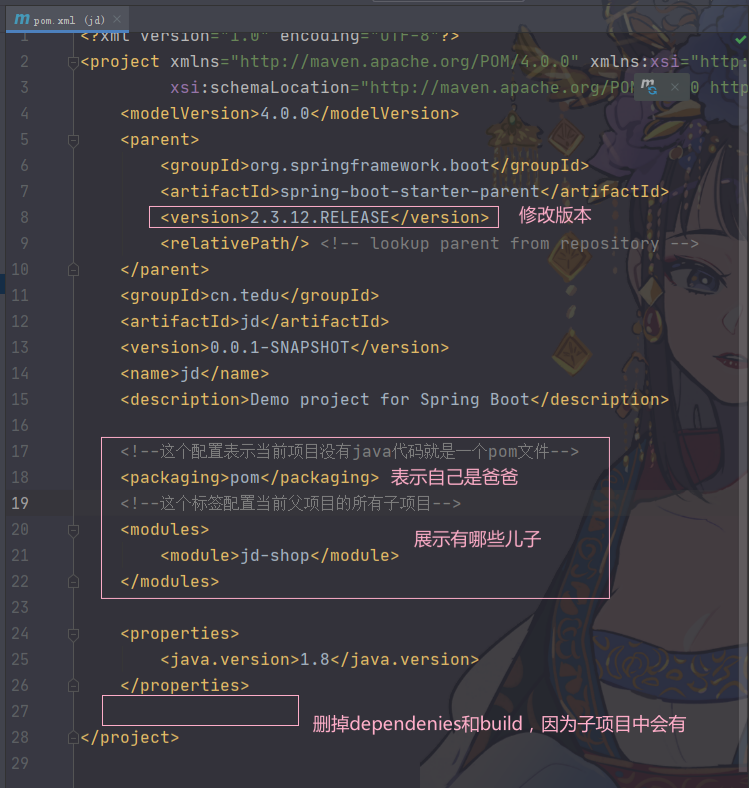 pom.xml (jd)
1 <?xml version="1.0" encoding="UTF-8"?>
2 <project xmlns="http://maven.apache.org/POM/4.0.0" xmlns:xsi="http:
3 xsi:schemaLocation="http://maven.apache.org/POM 0 http
4 <modelVersion>4.0.0</modelVersion>
5 <parent>
6 <groupId>org.springframework.boot</groupId>
7 <artifactId>spring-boot-starter-parent</artifactId>
8 <version>2.3.12.RELEASE</version> 修改版本
9 <relativePath/> <!-- lookup parent from repository -->
10 </parent>
11 <groupId>cn.tedu</groupId>
12 <artifactId>jd</artifactId>
13 <version>0.0.1-SNAPSHOT</version>
14 <name>jd</name>
15 <description>Demo project for Spring Boot</description>
16
17 <!--这个配置表示当前项目没有java代码就是一个pom文件-->
18 <packaging>pom</packaging> 表示自己是爸爸
19 <!--这个标签配置当前父项目的所有子项目-->
20 <modules>
展示有哪些儿子
21 <module>jd-shop</module>
22 </modules>
23
24 <properties>
25 <java.version>1.8</java.version>
26 </properties>
27
删掉dependenies和build，因为子项目中会有
28 </project>
29